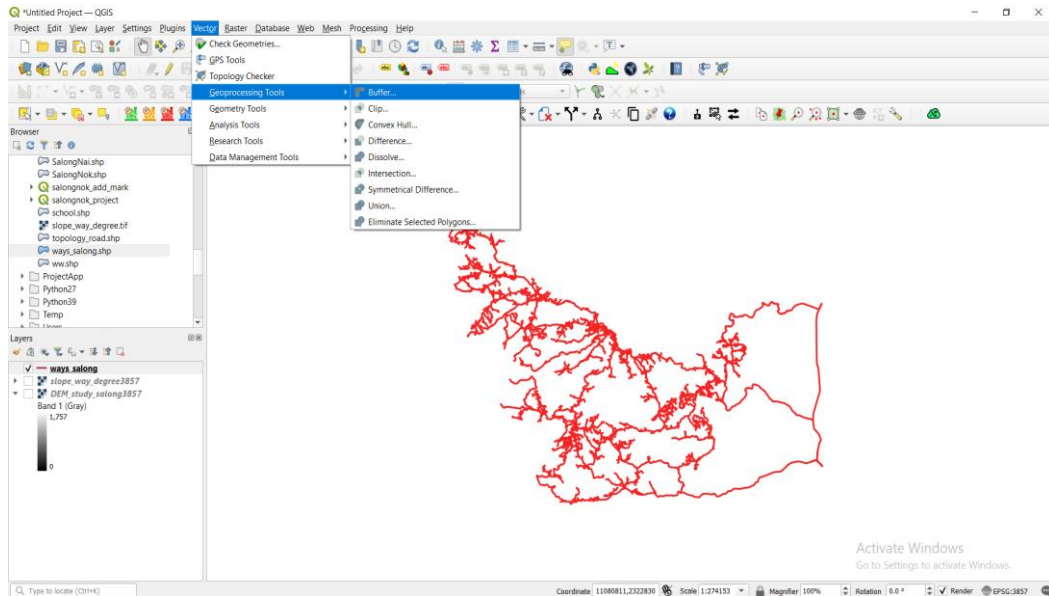 *Untitled Project — QGIS
Project Edit View Layer Settings Plugins Vector Raster Database Web Mesh Processing Help
Check Geometries...
GPS Tools
Topology Checker
Geoprocessing Tools
Geometry Tools
Analysis Tools
Research Tools
Data Management Tools
Buffer...
Clip...
Convex Hull...
Difference...
Dissolve...
Intersection...
Symmetrical Difference...
Union...
Eliminate Selected Polygons...
Browser
SalongNai.shp
SalongNok.shp
salongnok_add_mark
salongnok_project
school.shp
slope_way_degree.tif
topology_road.shp
ways_salong.shp
ww.shp
ProjectApp
Python27
Python39
Temp
Users
Layers
ways_salong
slope_way_degree3857
DEM_study_salong3857
Band 1 (Gray)
1,757
0
Activate Windows
Go to Settings to activate Windows.
Type to locate (Ctrl+K)
Coordinate 11080811,2322830 Scale 1:274153 Magnifier 100% Rotation 0.0 ° Render EPSG:3857